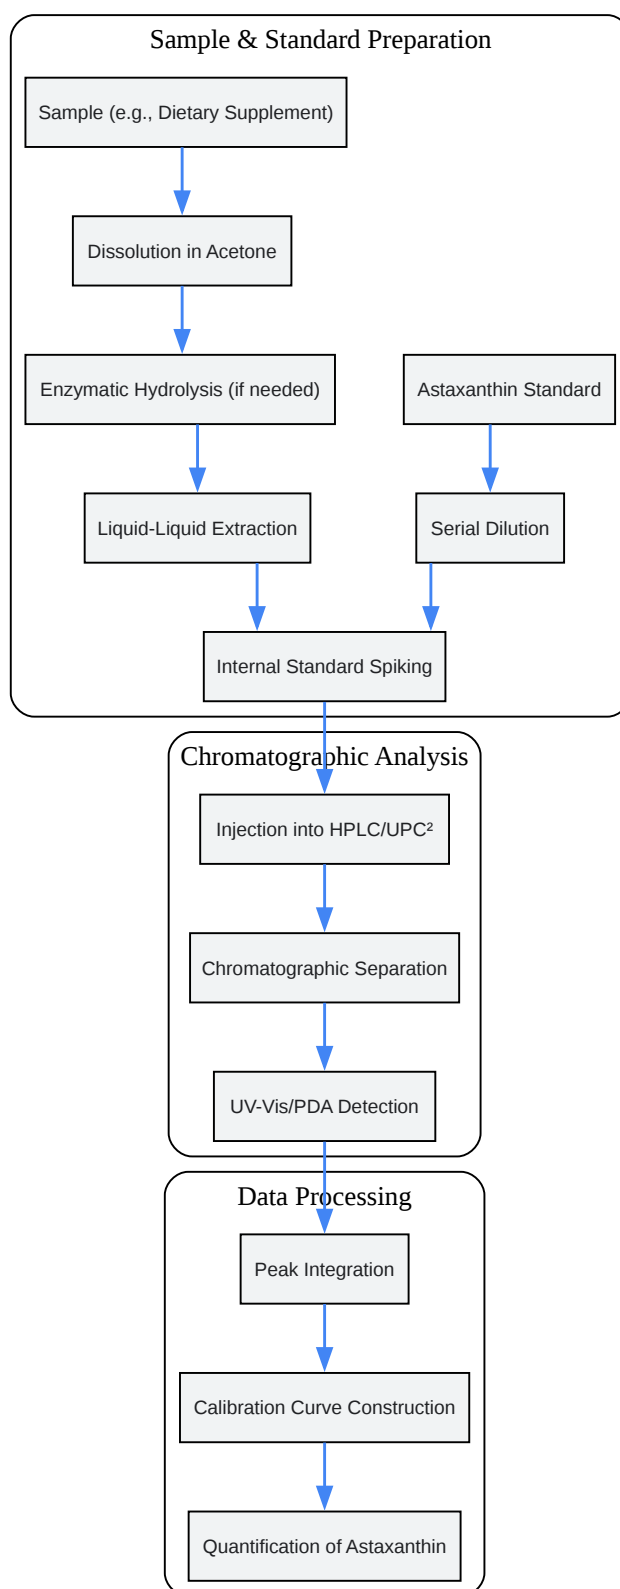 Sample & Standard Preparation
Sample (e.g., Dietary Supplement)
Dissolution in Acetone
Enzymatic Hydrolysis (if needed)
Astaxanthin Standard
Liquid-Liquid Extraction
Serial Dilution
Internal Standard Spiking
Chromatographic Analysis
Injection into HPLC/UPC²
Chromatographic Separation
UV-Vis/PDA Detection
Data Processing
Peak Integration
Calibration Curve Construction
Quantification of Astaxanthin